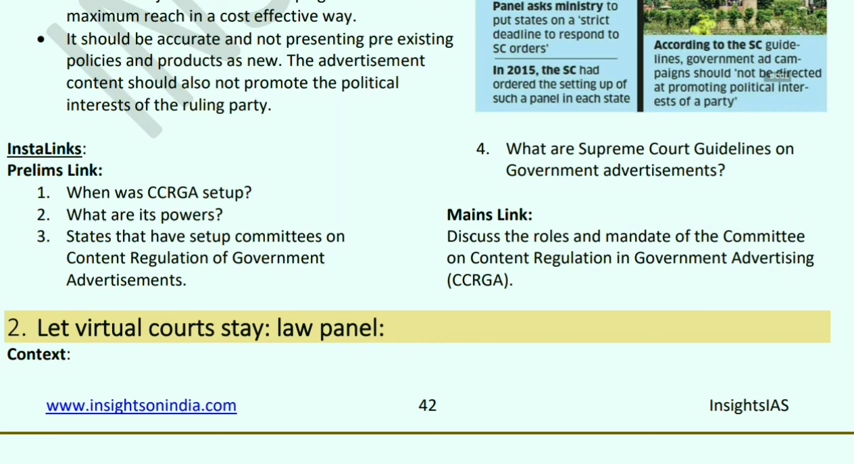 maximum reach in a cost effective way.
• It should be accurate and not presenting pre existing
policies and products as new. The advertisement
content should also not promote the political
interests of the ruling party.
Panel asks ministry to
put states on a 'strict
deadline to respond to
SC orders'
In 2015, the SC had
ordered the setting up of
such a panel in each state
According to the SC guide-
lines, government ad cam-
paigns should 'not be directed
at promoting political inter-
ests of a party'
InstaLinks:
Prelims Link:
1. When was CCRGA setup?
2. What are its powers?
3. States that have setup committees on
Content Regulation of Government
Advertisements.
4. What are Supreme Court Guidelines on
Government advertisements?
Mains Link:
Discuss the roles and mandate of the Committee
on Content Regulation in Government Advertising
(CCRGA).
2. Let virtual courts stay: law panel:
Context:
www.insightsonindia.com
42
InsightsIAS